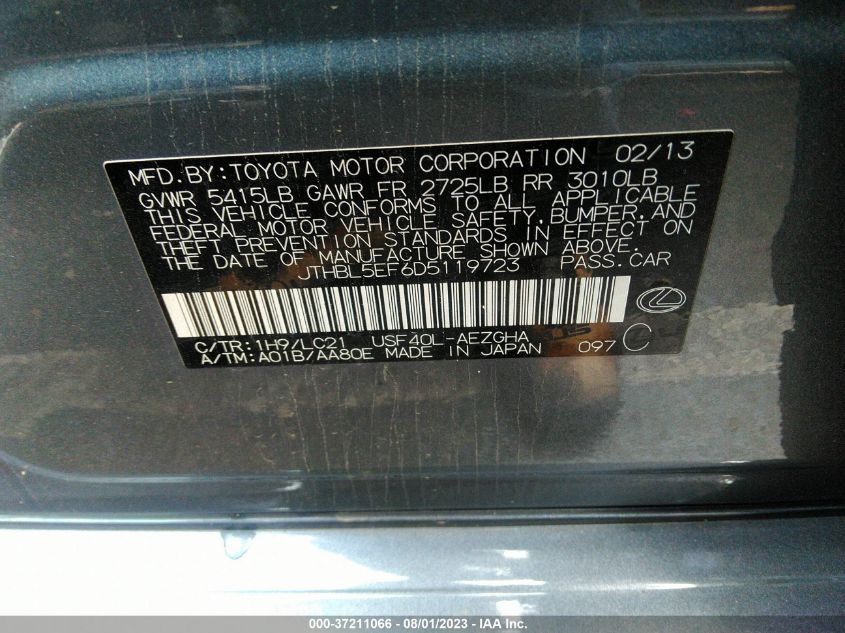 MFD. BY: TOYOTA MOTOR CORPORATION 02/13
GVWR 5415LB GAWR FR 2725LB RR 3010LB
THIS VEHICLE CONFORMS TO ALL APPLICABLE
FEDERAL MOTOR VEHICLE SAFETY, BUMPER, AND
THEFT PREVENTION STANDARDS IN EFFECT ON
THE DATE OF MANUFACTURE SHOWN ABOVE.
JTHBL5EF6D5119723 PASS. CAR
C/TR: 1H9/LC21 USF40L-AEZGHA
A/TM: A01B/AA80E MADE IN JAPAN 097 C
000-37211066 - 08/01/2023 - IAA Inc.